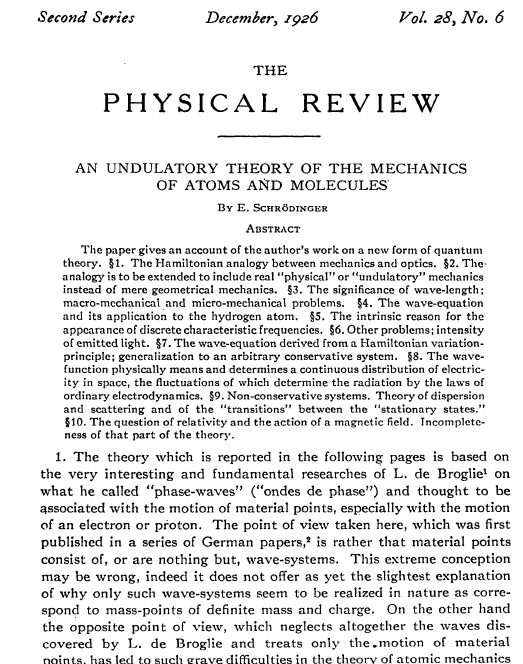 Second Series December, 1926 Vol. 28, No. 6
THE
PHYSICAL REVIEW
AN UNDULATORY THEORY OF THE MECHANICS
OF ATOMS AND MOLECULES
BY E. SCHRÖDINGER
ABSTRACT
The paper gives an account of the author's work on a new form of quantum
theory. §1. The Hamiltonian analogy between mechanics and optics. §2. The
analogy is to be extended to include real "physical" or "undulatory" mechanics
instead of mere geometrical mechanics. §3. The significance of wave-length;
macro-mechanical and micro-mechanical problems. §4. The wave-equation
and its application to the hydrogen atom. §5. The intrinsic reason for the
appearance of discrete characteristic frequencies. §6. Other problems; intensity
of emitted light. §7. The wave-equation derived from a Hamiltonian variation-
principle; generalization to an arbitrary conservative system. §8. The wave-
function physically means and determines a continuous distribution of electric-
ity in space, the fluctuations of which determine the radiation by the laws of
ordinary electrodynamics. §9. Non-conservative systems. Theory of dispersion
and scattering and of the "transitions" between the "stationary states."
§10. The question of relativity and the action of a magnetic field. Incomplete-
ness of that part of the theory.
1. The theory which is reported in the following pages is based on
the very interesting and fundamental researches of L. de Broglie¹ on
what he called "phase-waves" ("ondes de phase") and thought to be
associated with the motion of material points, especially with the motion
of an electron or proton. The point of view taken here, which was first
published in a series of German papers,² is rather that material points
consist of, or are nothing but, wave-systems. This extreme conception
may be wrong, indeed it does not offer as yet the slightest explanation
of why only such wave-systems seem to be realized in nature as corre-
spond to mass-points of definite mass and charge. On the other hand
the opposite point of view, which neglects altogether the waves dis-
covered by L. de Broglie and treats only the motion of material
points, has led to such grave difficulties in the theory of atomic mechanics